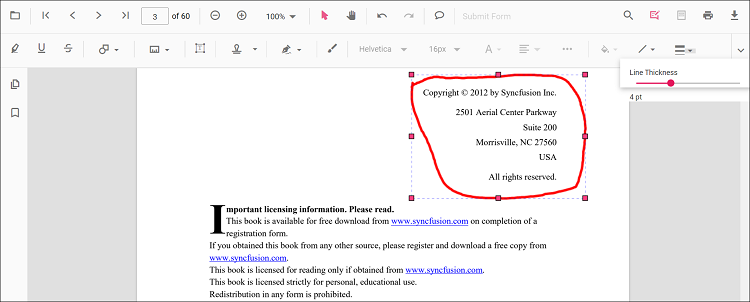 3 of 60 100% Submit Form
Helvetica 16px A
Line Thickness
4 pt
Copyright © 2012 by Syncfusion Inc.
2501 Aerial Center Parkway
Suite 200
Morrisville, NC 27560
USA
All rights reserved.
Important licensing information. Please read.
This book is available for free download from www.syncfusion.com on completion of a
registration form.
If you obtained this book from any other source, please register and download a free copy from
www.syncfusion.com.
This book is licensed for reading only if obtained from www.syncfusion.com.
This book is licensed strictly for personal, educational use.
Redistribution in any form is prohibited.